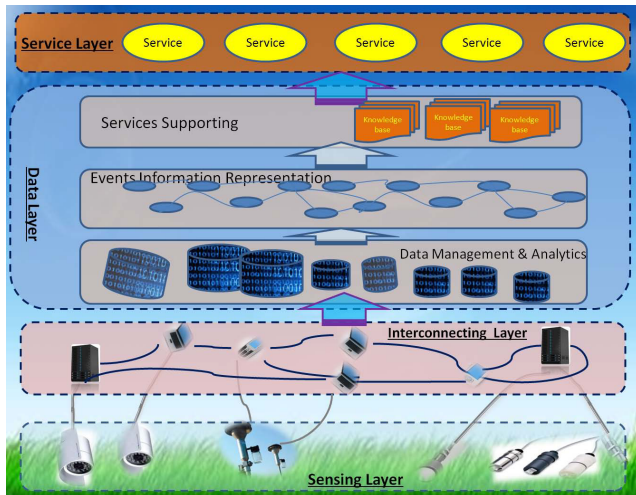 Service Layer
Service
Service
Service
Service
Service
Services Supporting
Knowledge
base
Knowledge
base
Knowledge
base
Events Information Representation
Data Layer
Data Management & Analytics
Interconnecting Layer
Sensing Layer